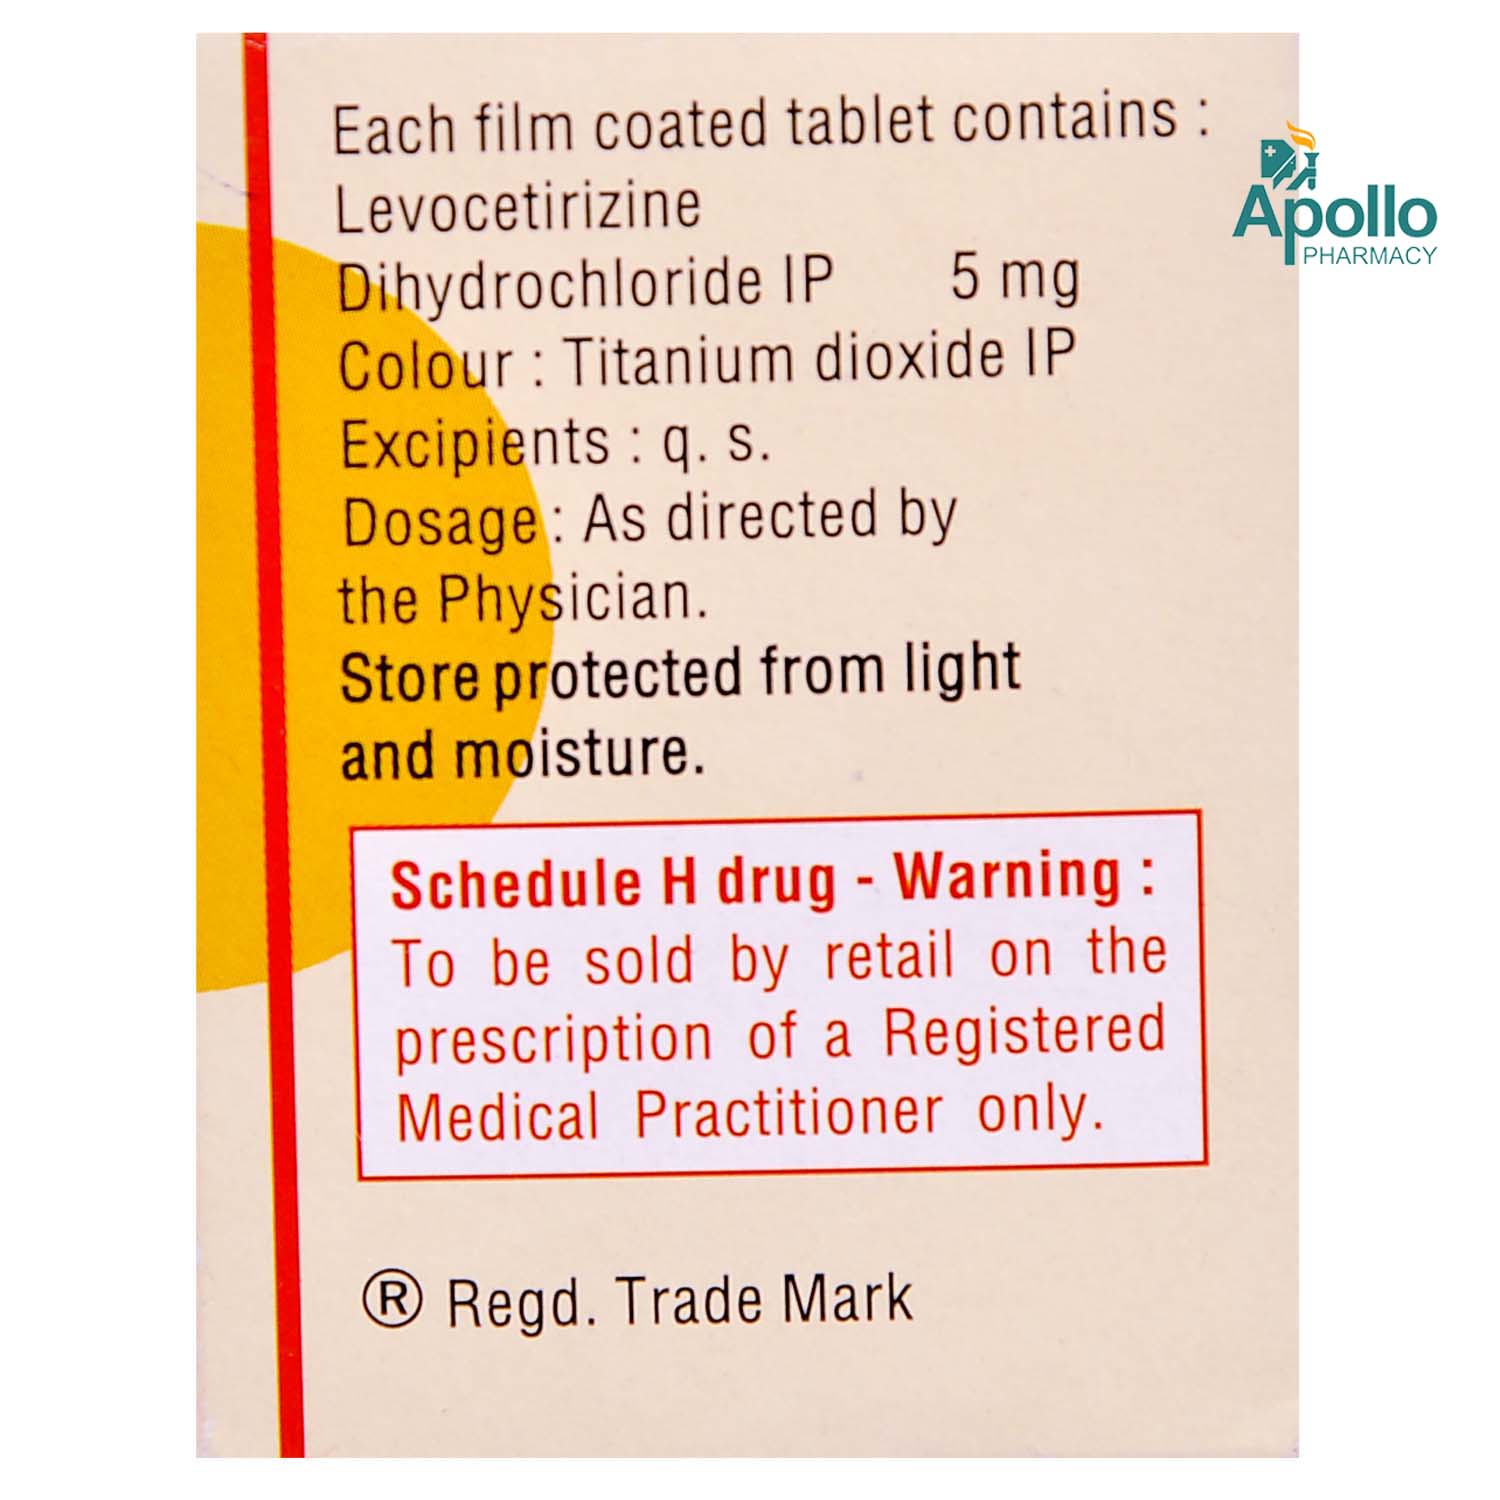 Each film coated tablet contains :
Levocetirizine
Dihydrochloride IP 5 mg
Colour : Titanium dioxide IP
Excipients : q. s.
Dosage : As directed by
the Physician.
Store protected from light
and moisture.
Schedule H drug - Warning :
To be sold by retail on the
prescription of a Registered
Medical Practitioner only.
® Regd. Trade Mark
Apollo
PHARMACY